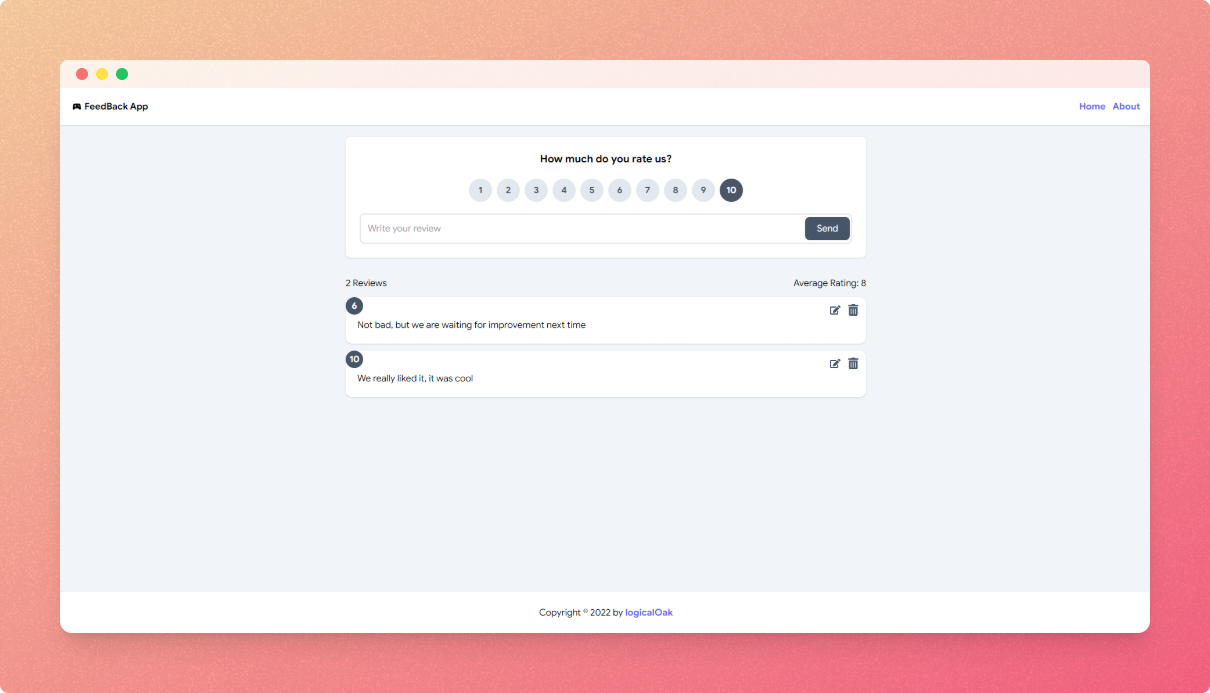 FeedBack App
Home About
How much do you rate us?
1 2 3 4 5 6 7 8 9 10
Write your review
Send
2 Reviews
Average Rating: 8
6
Not bad, but we are waiting for improvement next time
10
We really liked it, it was cool
Copyright © 2022 by logicalOak